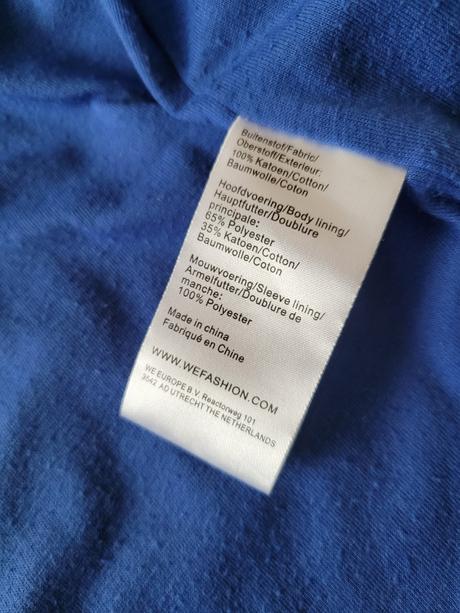 Buitenstof/Fabric/
Oberstoff/Exterieur:
100% Katoen/Cotton/
Baumwolle/Coton
Hoofdvoering/Body lining/
Hauptfutter/Doublure
principale:
65% Polyester
35% Katoen/Cotton/
Baumwolle/Coton
Mouwvoering/Sleeve lining/
Armelfutter/Doublure de
manche:
100% Polyester
Made in china
Fabriqué en Chine
WWW.WEFASHION.COM
WE EUROPE B.V. Reactorweg 101
3542 AD UTRECHT THE NETHERLANDS